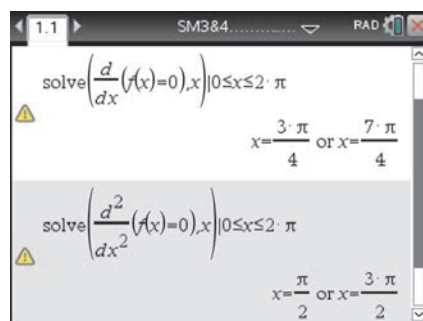 1.1 SM3&4............. RAD
solve(d/dx(f(x)=0),x)|0≤x≤2·π
x=3·π/4 or x=7·π/4
solve(d²/dx²(f(x)=0),x)|0≤x≤2·π
x=π/2 or x=3·π/2